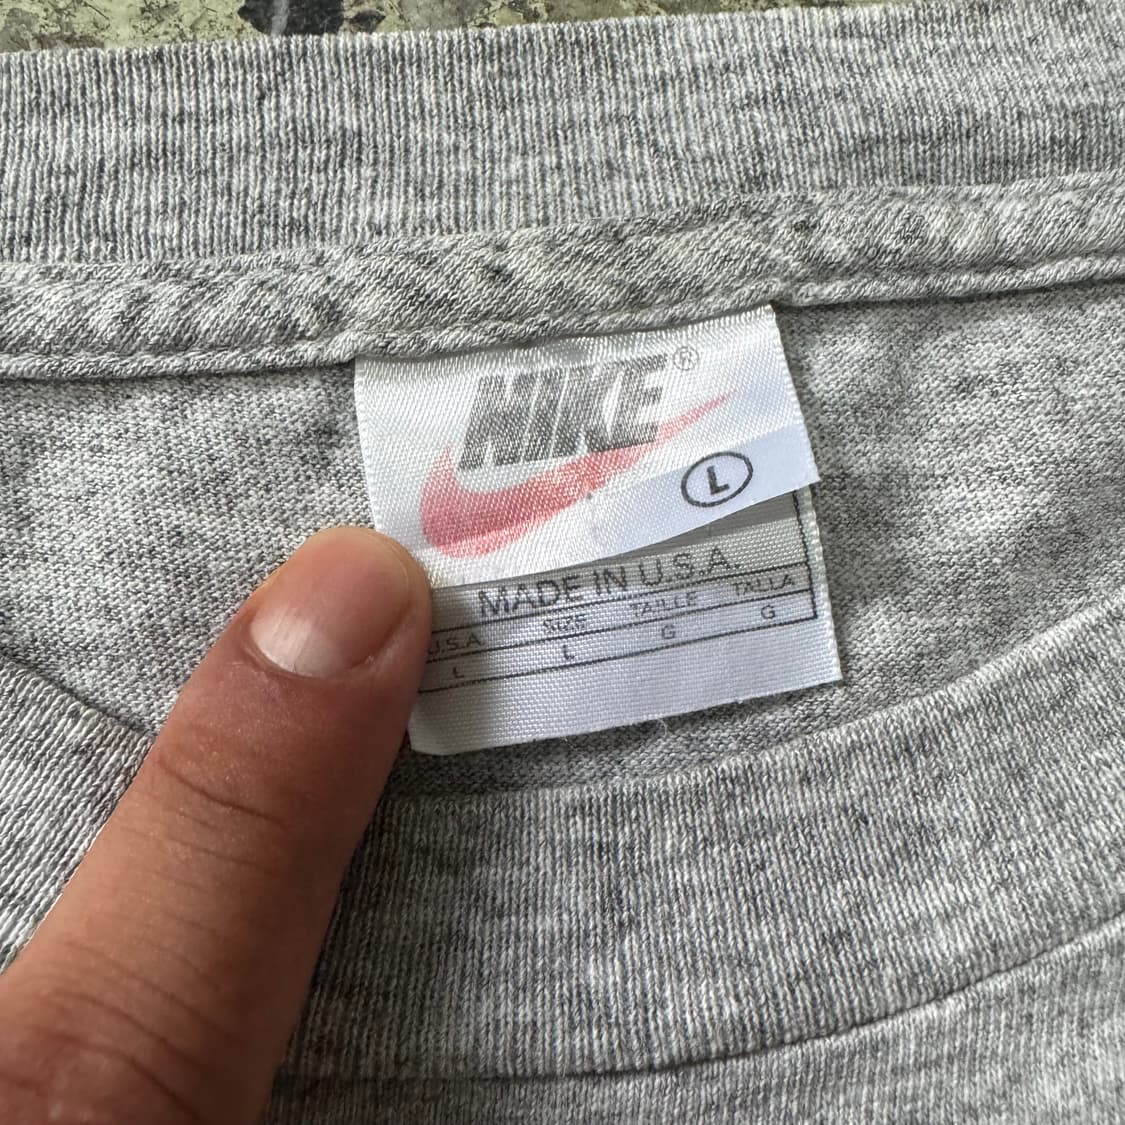 NIKE®
L
MADE IN U.S.A.
U.S.A. SIZE TAILLE TALLA
L L G G